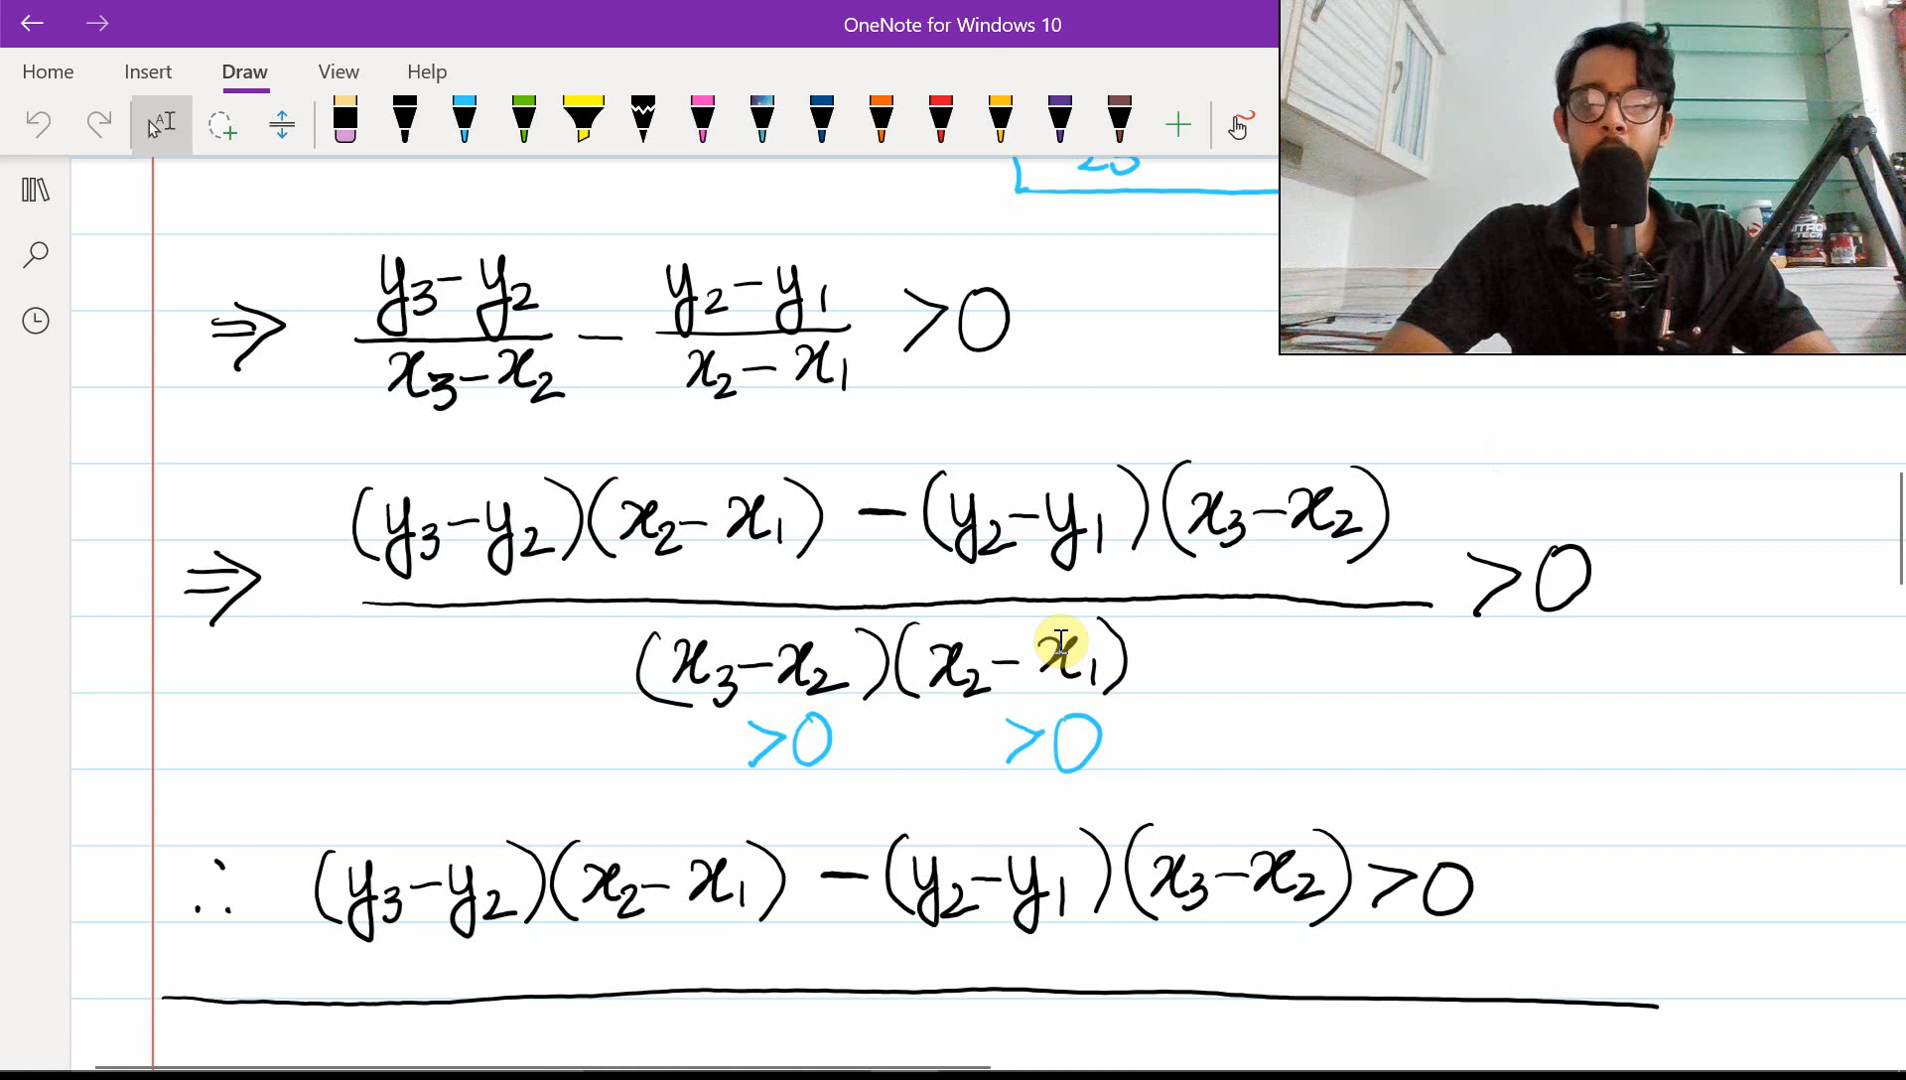 OneNote for Windows 10
Home Insert Draw View Help
⇒ (y₃−y₂)/(x₃−x₂) − (y₂−y₁)/(x₂−x₁) >0
⇒ ((y₃−y₂)(x₂−x₁) −(y₂−y₁)(x₃−x₂))/((x₃−x₂)(x₂−x₁)) >0
>0 >0
∴ (y₃−y₂)(x₂−x₁) −(y₂−y₁)(x₃−x₂)>0